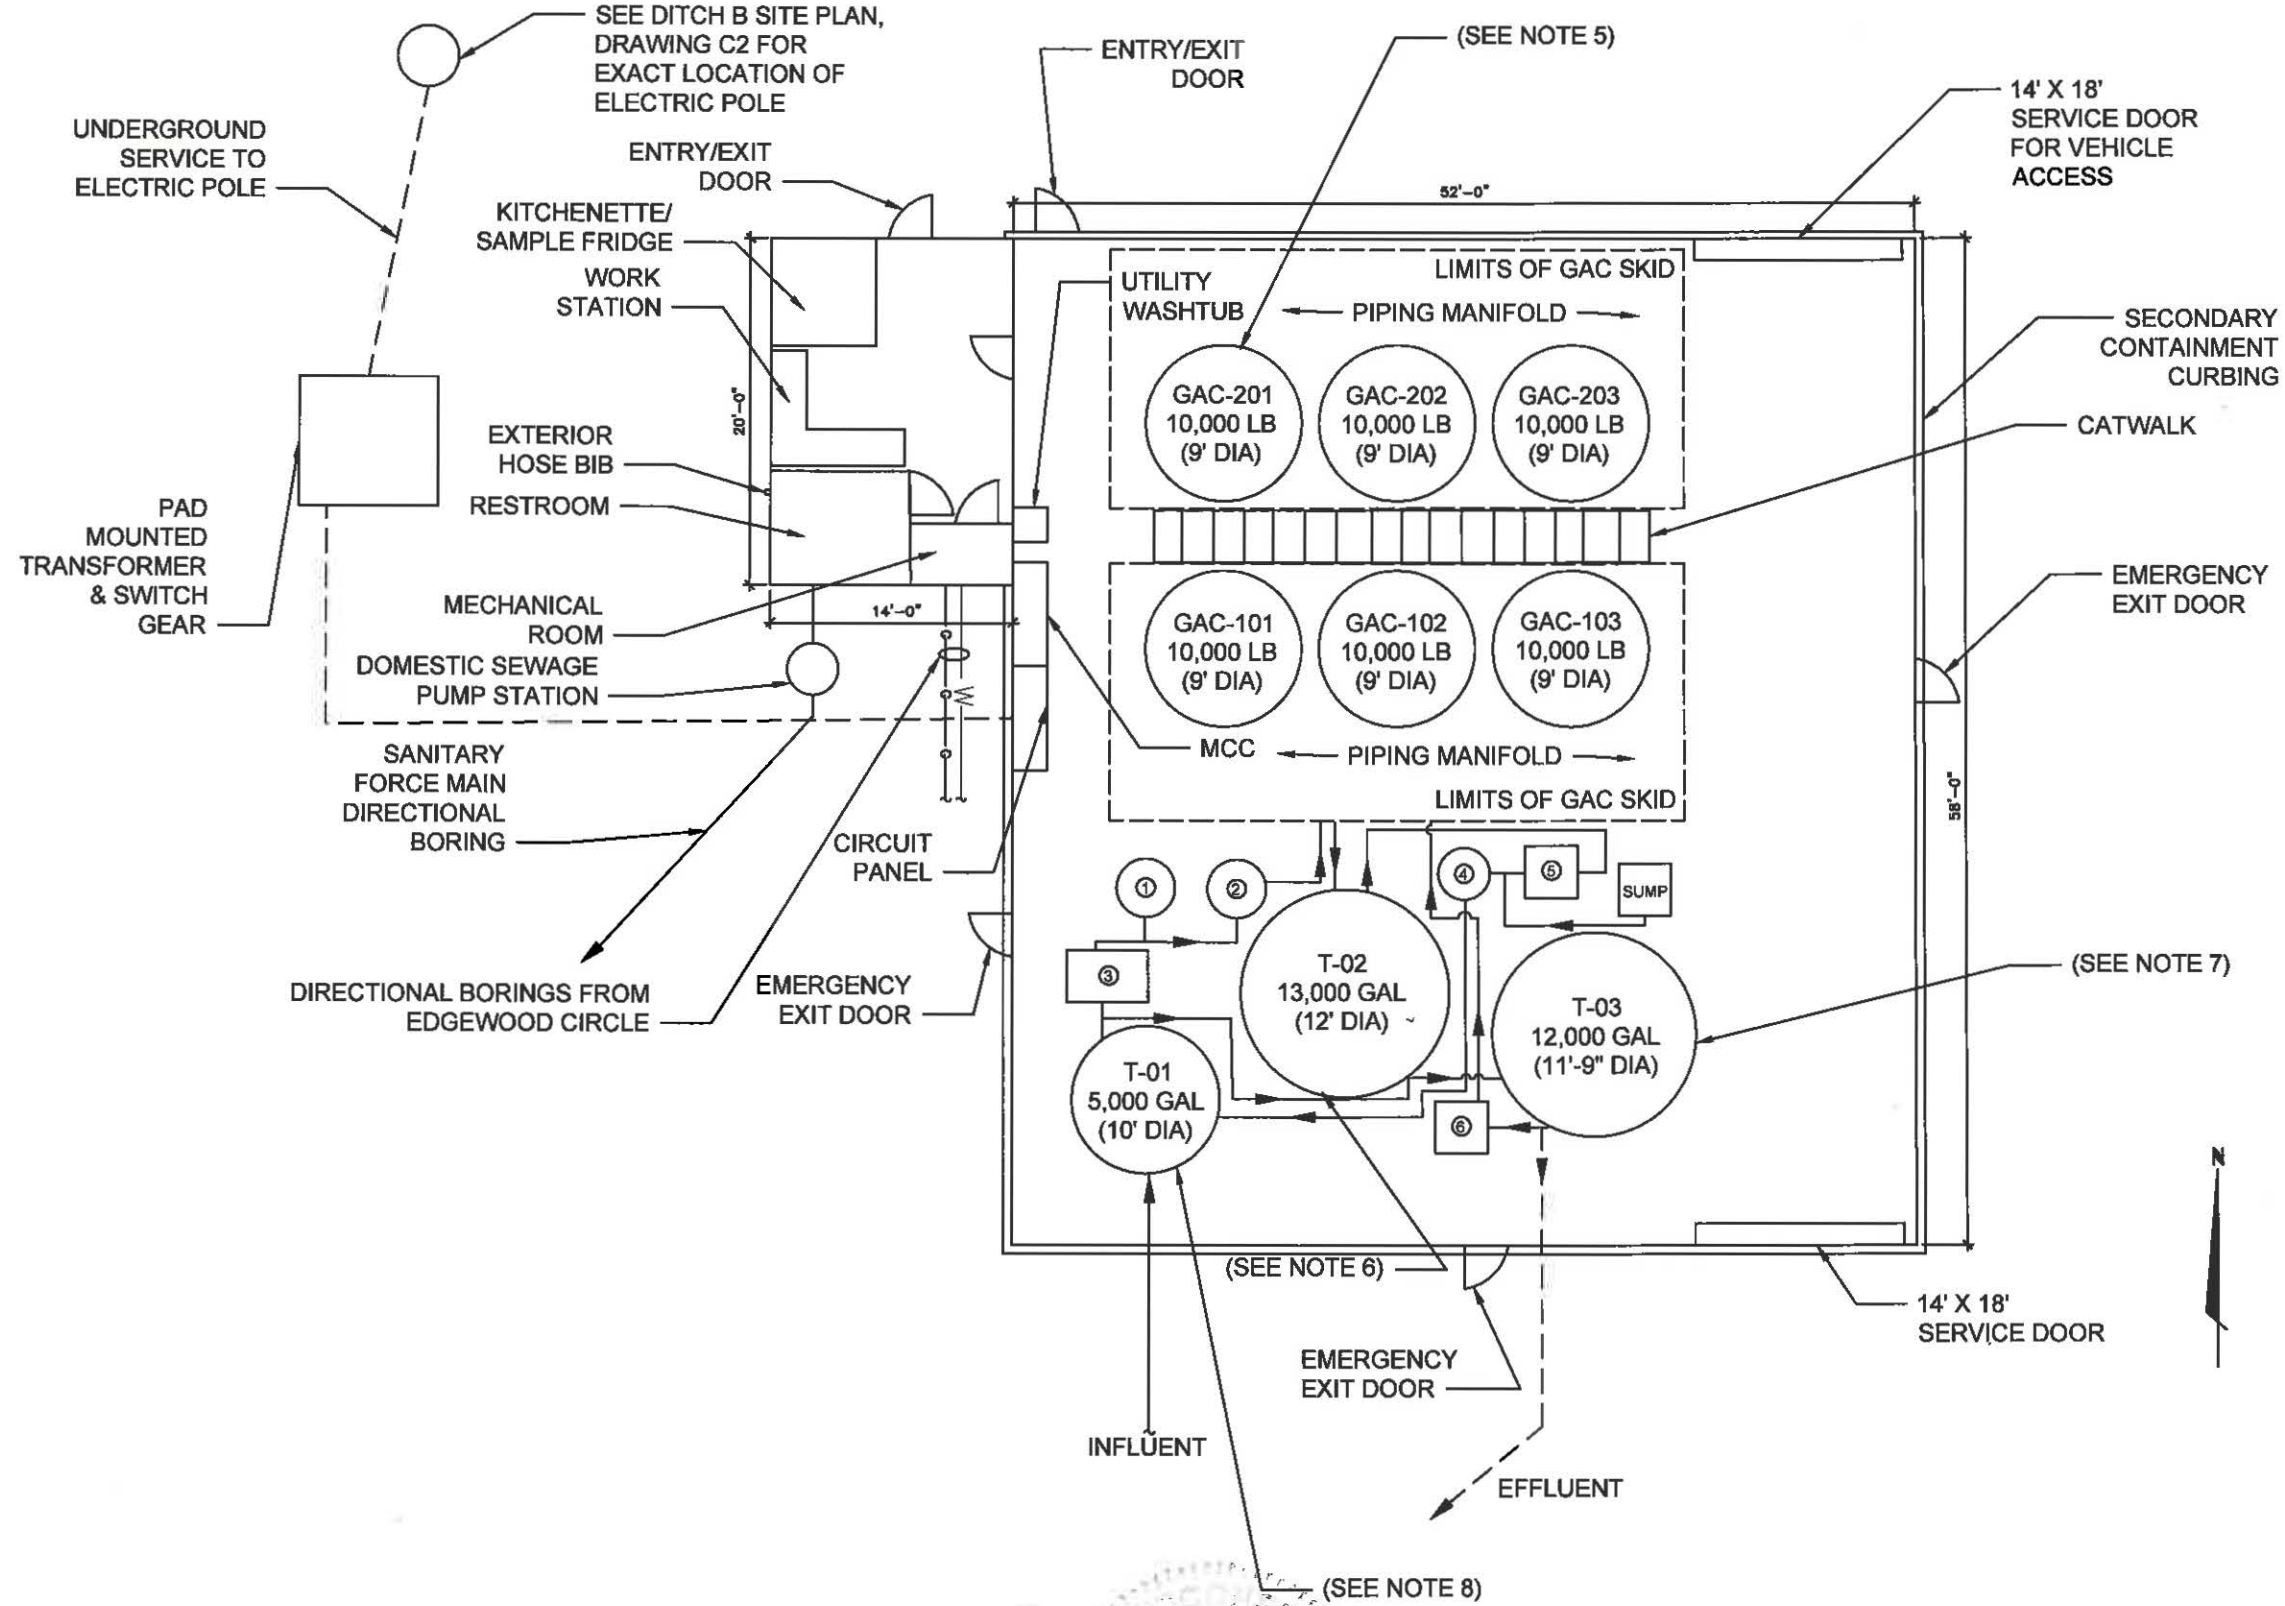 SEE DITCH B SITE PLAN,
DRAWING C2 FOR
EXACT LOCATION OF
ELECTRIC POLE
ENTRY/EXIT
DOOR
(SEE NOTE 5)
14' X 18'
SERVICE DOOR
FOR VEHICLE
ACCESS
UNDERGROUND
SERVICE TO
ELECTRIC POLE
ENTRY/EXIT
DOOR
52'-0"
KITCHENETTE/
SAMPLE FRIDGE
WORK
STATION
UTILITY
WASHTUB
LIMITS OF GAC SKID
PIPING MANIFOLD
SECONDARY
CONTAINMENT
CURBING
20'-0"
GAC-201
10,000 LB
(9' DIA)
GAC-202
10,000 LB
(9' DIA)
GAC-203
10,000 LB
(9' DIA)
CATWALK
EXTERIOR
HOSE BIB
RESTROOM
PAD
MOUNTED
TRANSFORMER
& SWITCH
GEAR
MECHANICAL
ROOM
14'-0"
GAC-101
10,000 LB
(9' DIA)
GAC-102
10,000 LB
(9' DIA)
GAC-103
10,000 LB
(9' DIA)
EMERGENCY
EXIT DOOR
DOMESTIC SEWAGE
PUMP STATION
W
MCC
PIPING MANIFOLD
LIMITS OF GAC SKID
58'-0"
SANITARY
FORCE MAIN
DIRECTIONAL
BORING
CIRCUIT
PANEL
1
2
4
5
SUMP
3
DIRECTIONAL BORINGS FROM
EDGEWOOD CIRCLE
EMERGENCY
EXIT DOOR
T-02
13,000 GAL
(12' DIA)
T-03
12,000 GAL
(11'-9" DIA)
(SEE NOTE 7)
T-01
5,000 GAL
(10' DIA)
6
N
(SEE NOTE 6)
14' X 18'
SERVICE DOOR
EMERGENCY
EXIT DOOR
INFLUENT
EFFLUENT
(SEE NOTE 8)